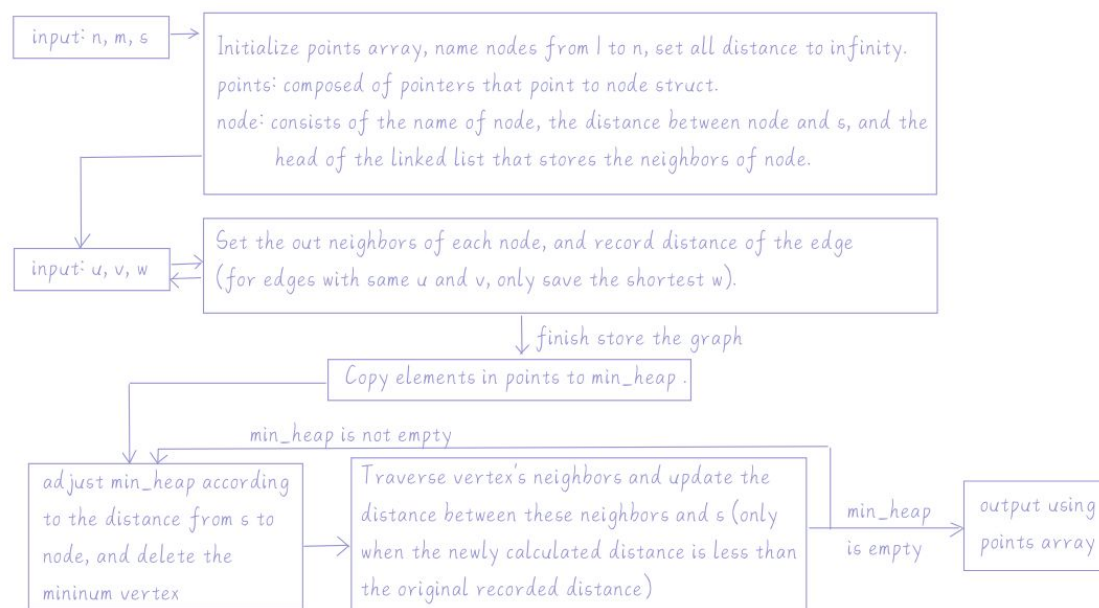 input: n, m, s
Initialize points array, name nodes from 1 to n, set all distance to infinity.
points: composed of pointers that point to node struct.
node: consists of the name of node, the distance between node and s, and the
head of the linked list that stores the neighbors of node.
input: u, v, w
Set the out neighbors of each node, and record distance of the edge
(for edges with same u and v, only save the shortest w).
finish store the graph
Copy elements in points to min_heap .
min_heap is not empty
adjust min_heap according
to the distance from s to
node, and delete the
mininum vertex
Traverse vertex's neighbors and update the
distance between these neighbors and s (only
when the newly calculated distance is less than
the original recorded distance)
min_heap
is empty
output using
points array